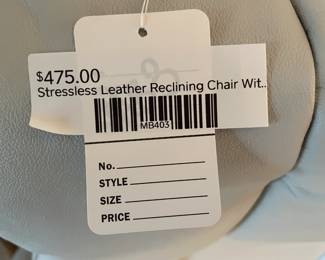 $475.00
Stressless Leather Reclining Chair Wit..
MB403
No.
STYLE
SIZE
PRICE